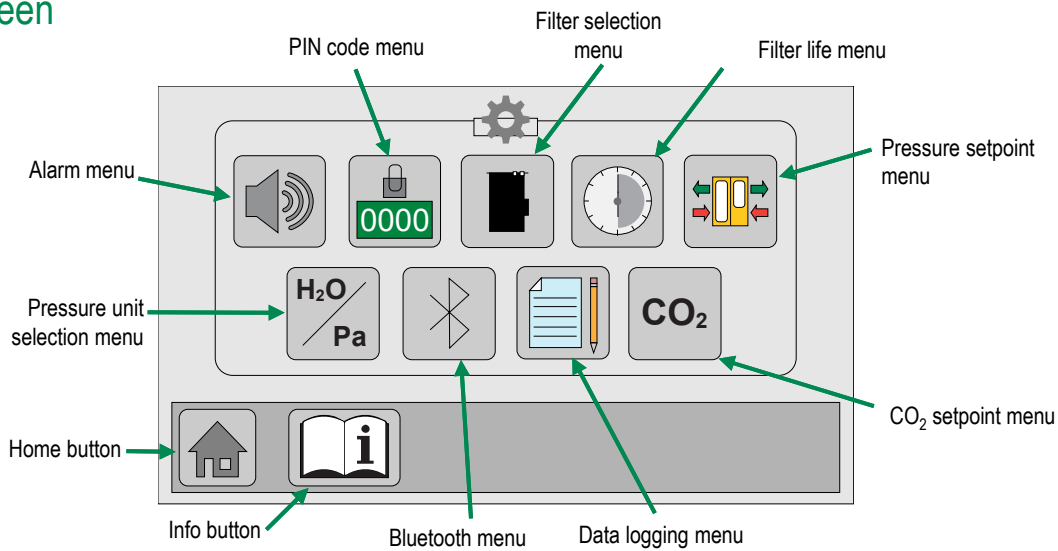 een
Filter selection
menu
PIN code menu
Filter life menu
Alarm menu
Pressure setpoint
menu
0000
H₂O
Pa
CO₂
Pressure unit
selection menu
CO₂ setpoint menu
Home button
i
Info button
Bluetooth menu
Data logging menu